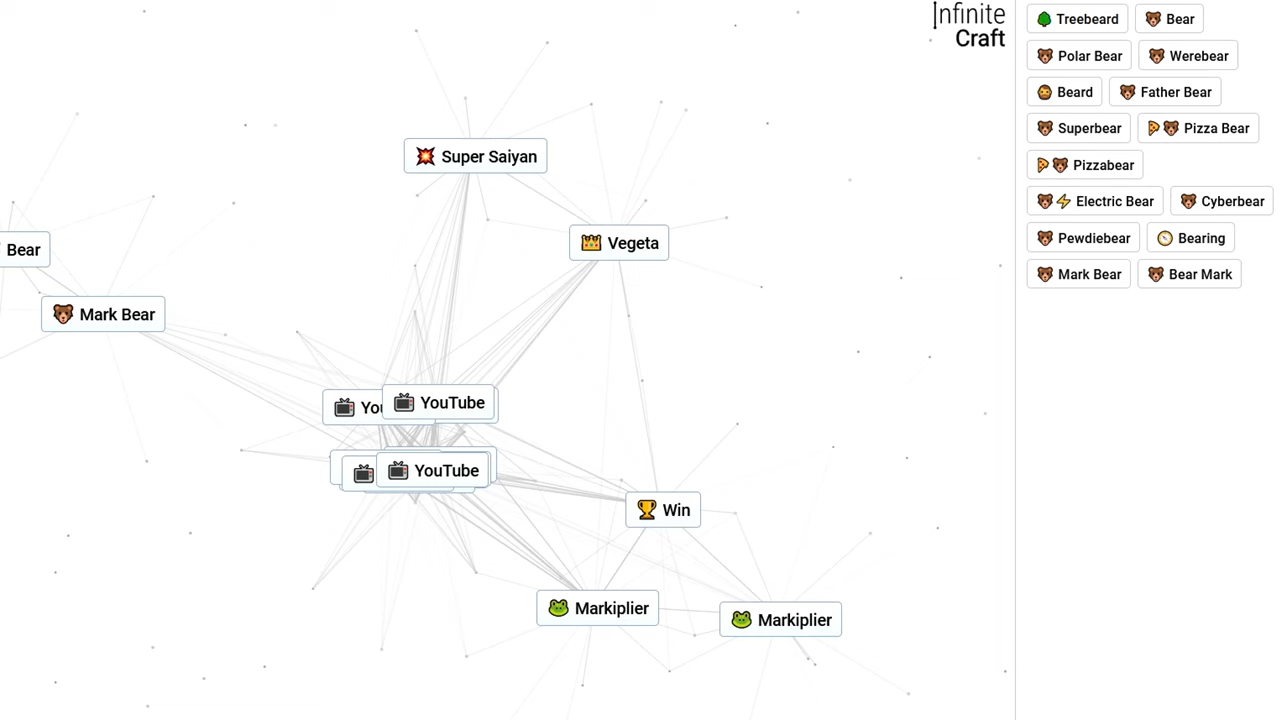 Infinite
Craft
Super Saiyan
Vegeta
Bear
Mark Bear
You
YouTube
YouTube
Win
Markiplier
Markiplier
Treebeard
Bear
Polar Bear
Werebear
Beard
Father Bear
Superbear
Pizza Bear
Pizzabear
Electric Bear
Cyberbear
Pewdiebear
Bearing
Mark Bear
Bear Mark